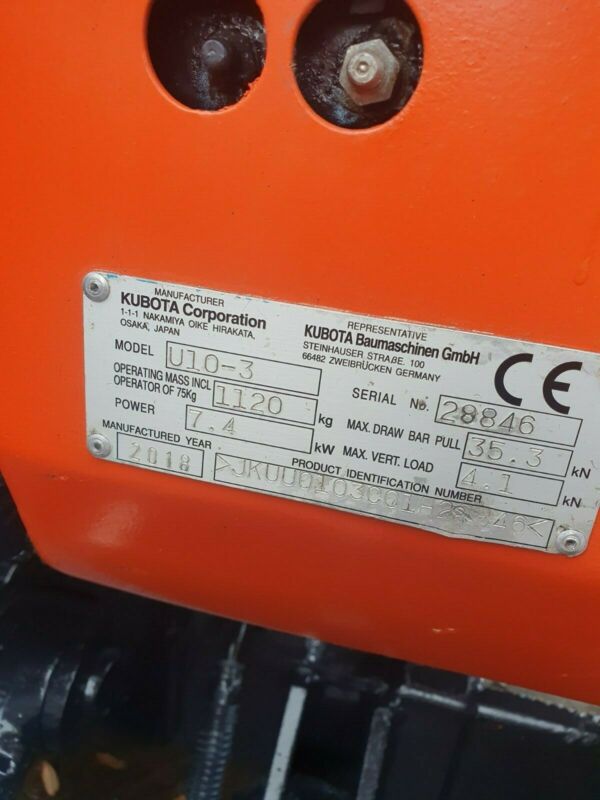 MANUFACTURER
KUBOTA Corporation
1-1-1 NAKAMIYA OIKE HIRAKATA,
OSAKA, JAPAN
REPRESENTATIVE
KUBOTA Baumaschinen GmbH
STEINHAUSER STRAßE. 100
66482 ZWEIBRÜCKEN GERMANY
CE
MODEL U10-3
OPERATING MASS INCL
OPERATOR OF 75Kg 1120 kg
POWER 7.4 kW
SERIAL No. 28846
MAX. DRAW BAR PULL 35.3 kN
MAX. VERT. LOAD 4.1 kN
MANUFACTURED YEAR
2018
PRODUCT IDENTIFICATION NUMBER